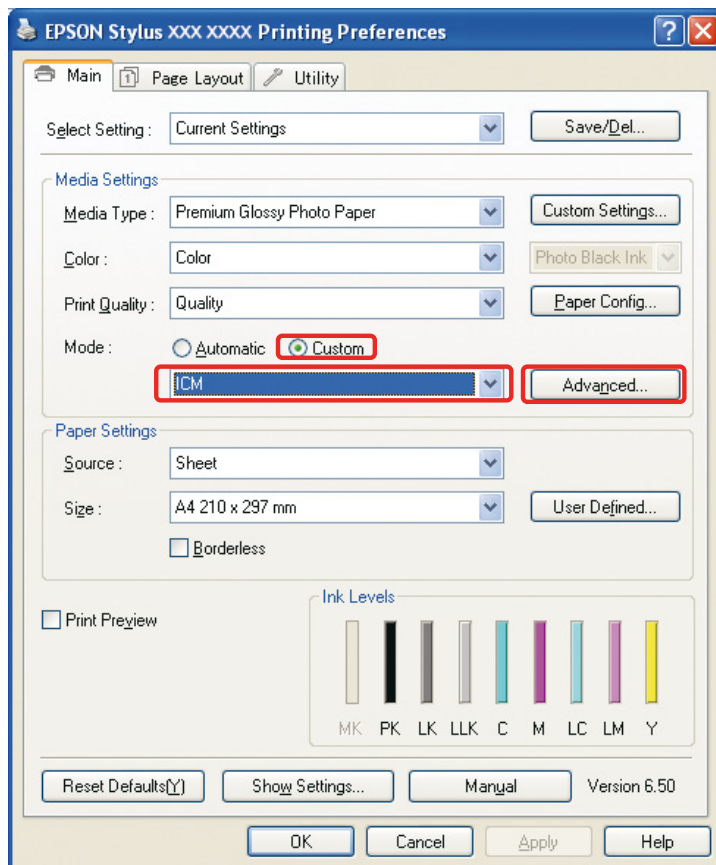 EPSON Stylus XXX XXXX Printing Preferences
Main
Page Layout
Utility
Select Setting :
Current Settings
Save/Del...
Media Settings
Media Type :
Premium Glossy Photo Paper
Custom Settings...
Color :
Color
Photo Black Ink
Print Quality :
Quality
Paper Config...
Mode :
Automatic
Custom
ICM
Advanced...
Paper Settings
Source :
Sheet
Size :
A4 210 x 297 mm
User Defined...
Borderless
Print Preview
Ink Levels
MK PK LK LLK C M LC LM Y
Reset Defaults(Y)
Show Settings...
Manual
Version 6.50
OK
Cancel
Apply
Help